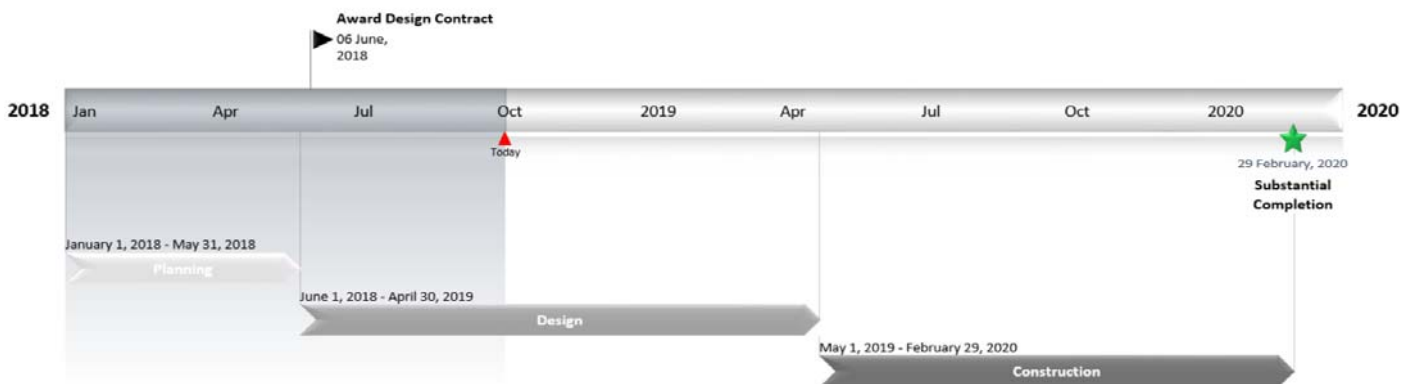 Award Design Contract
06 June,
2018
2018 Jan Apr Jul Oct 2019 Apr Jul Oct 2020 2020
Today
29 February, 2020
Substantial
Completion
January 1, 2018 - May 31, 2018
Planning
June 1, 2018 - April 30, 2019
Design
May 1, 2019 - February 29, 2020
Construction